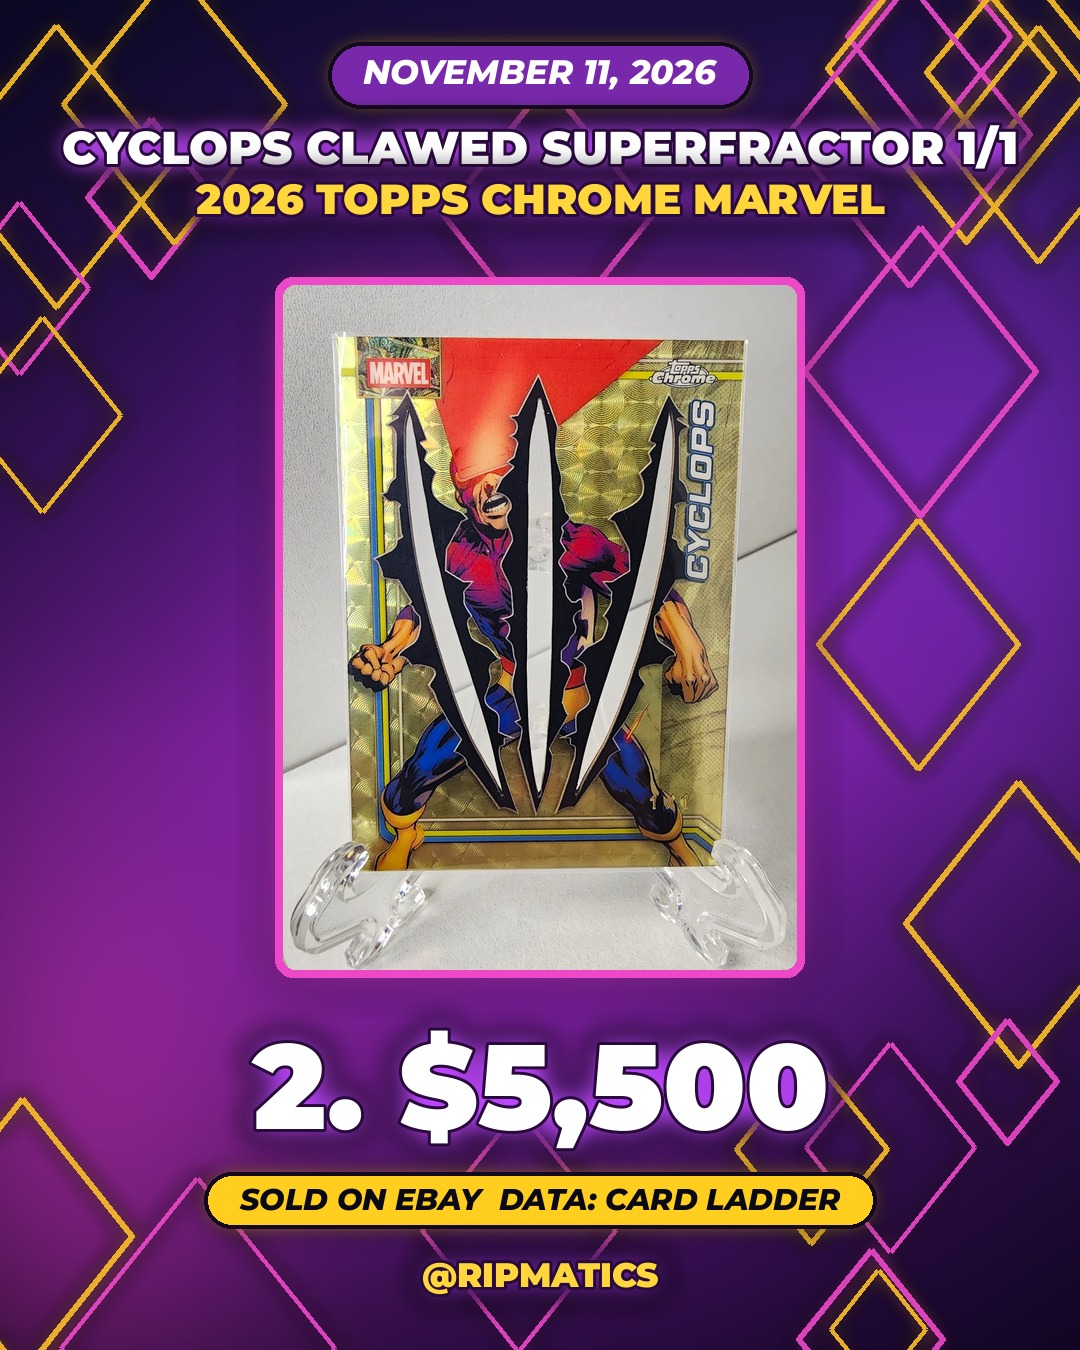 NOVEMBER 11, 2026
CYCLOPS CLAWED SUPERFRACTOR 1/1
2026 TOPPS CHROME MARVEL
MARVEL
Topps
Chrome
CYCLOPS
2. $5,500
SOLD ON EBAY DATA: CARD LADDER
@RIPMATICS